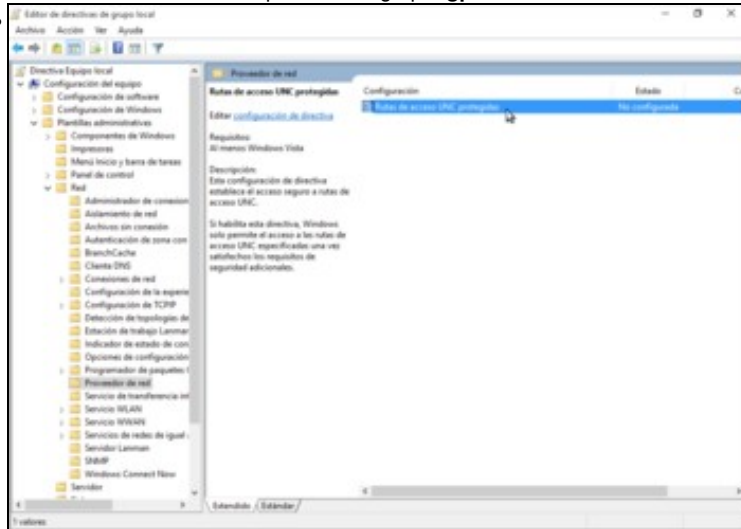 Editor de directivas de grupo local
Archivo Acción Ver Ayuda
Directiva Equipo local
Configuración del equipo
Configuración de software
Configuración de Windows
Plantillas administrativas
Componentes de Windows
Impresoras
Menú Inicio y barra de tareas
Panel de control
Red
Administrador de conexion
Aislamiento de red
Archivos sin conexión
Autenticación de zona con
BranchCache
Cliente DNS
Conexiones de red
Configuración de la experie
Configuración de TCPIP
Detección de topologías de
Estación de trabajo Lanman
Indicador de estado de con
Opciones de configuración
Programador de paquetes
Proveedor de red
Servicio de transferencia int
Servicio WLAN
Servicio WWAN
Servicios de redes de igual
Servidor Lanman
SNMP
Windows Connect Now
Servidor
Proveedor de red
Rutas de acceso UNC protegidas
Editar configuración de directiva
Requisitos:
Al menos Windows Vista
Descripción:
Esta configuración de directiva
establece el acceso seguro a rutas de
acceso UNC.
Si habilita esta directiva, Windows
solo permite el acceso a las rutas de
acceso UNC especificadas una vez
satisfechos los requisitos de
seguridad adicionales.
Configuración Estado
Rutas de acceso UNC protegidas No configurada
Extendido Estándar
1 valores